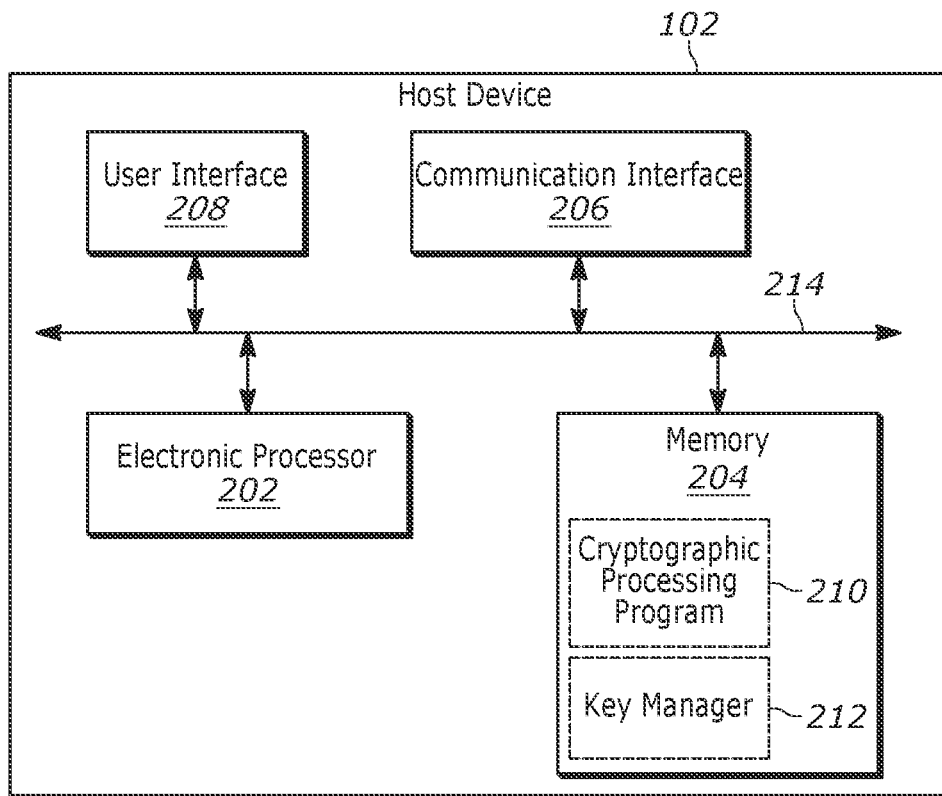 102
Host Device
User Interface
208
Communication Interface
206
214
Electronic Processor
202
Memory
204
Cryptographic
Processing
Program
210
Key Manager
212